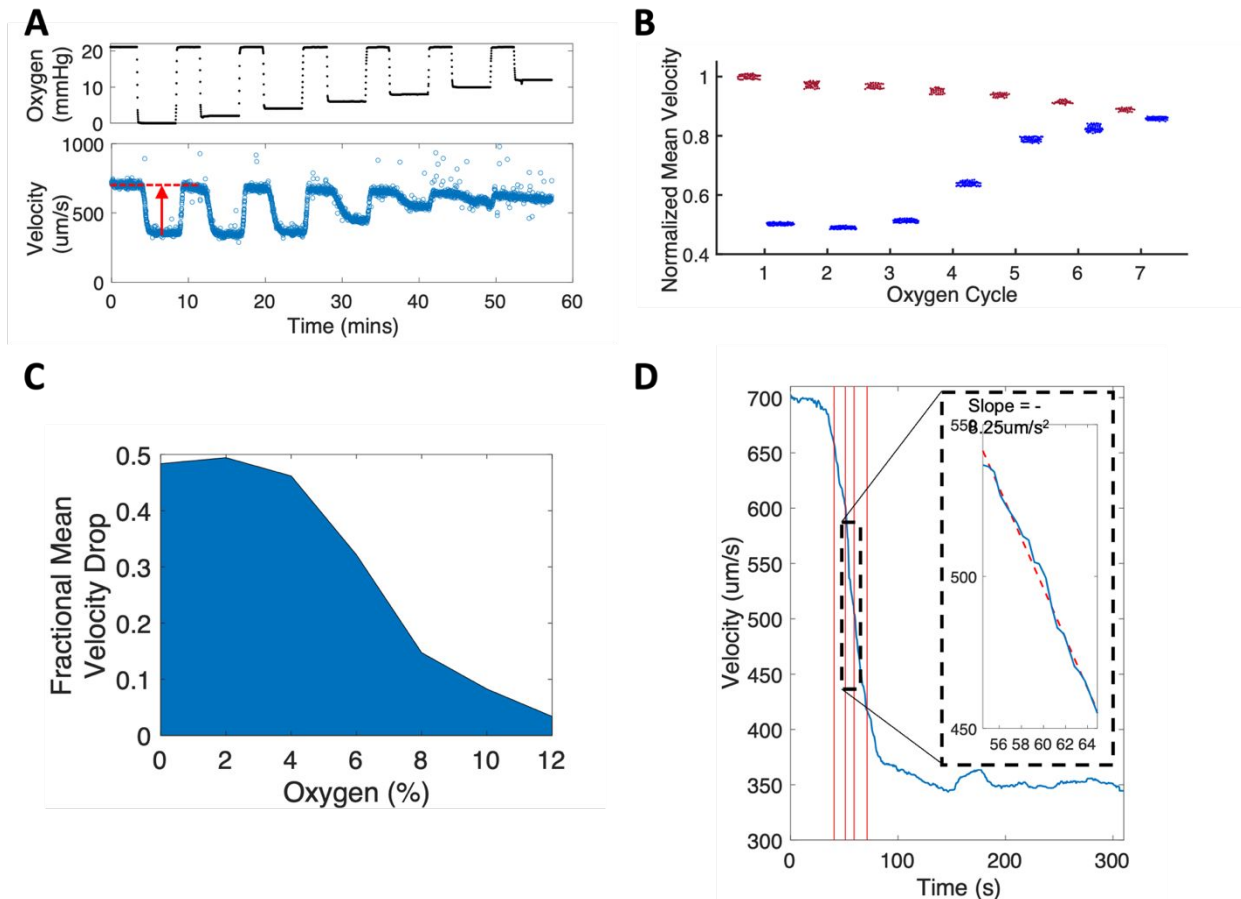 A
Oxygen
(mmHg)
20
10
0
Velocity
(um/s)
1000
500
0
0 10 20 30 40 50 60
Time (mins)
B
Normalized Mean Velocity
1
0.8
0.6
0.4
1 2 3 4 5 6 7
Oxygen Cycle
C
Fractional Mean
Velocity Drop
0.5
0.4
0.3
0.2
0.1
0
0 2 4 6 8 10 12
Oxygen (%)
D
Velocity (um/s)
700
650
600
550
500
450
400
350
300
0 100 200 300
Time (s)
Slope = -
8.25um/s²
550
500
450
56 58 60 62 64